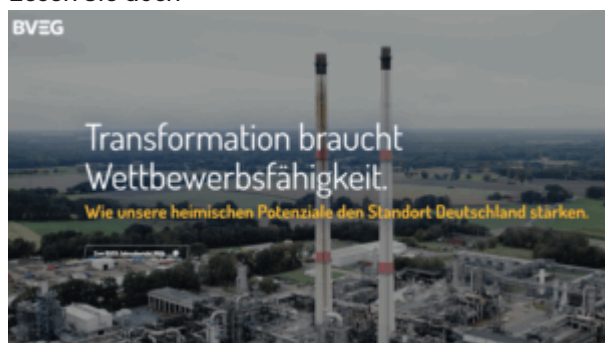 BVEG
Transformation braucht
Wettbewerbsfähigkeit.
Wie unsere heimischen Potenziale den Standort Deutschland stärken.